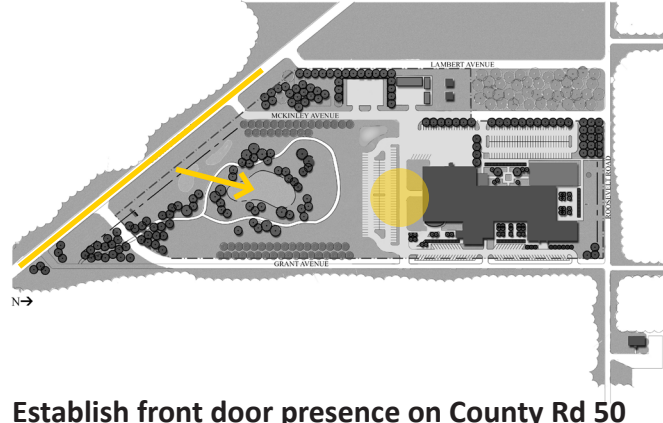 LAMBERT AVENUE
MCKINLEY AVENUE
ROOSEVELT ROAD
GRANT AVENUE
N→
Establish front door presence on County Rd 50